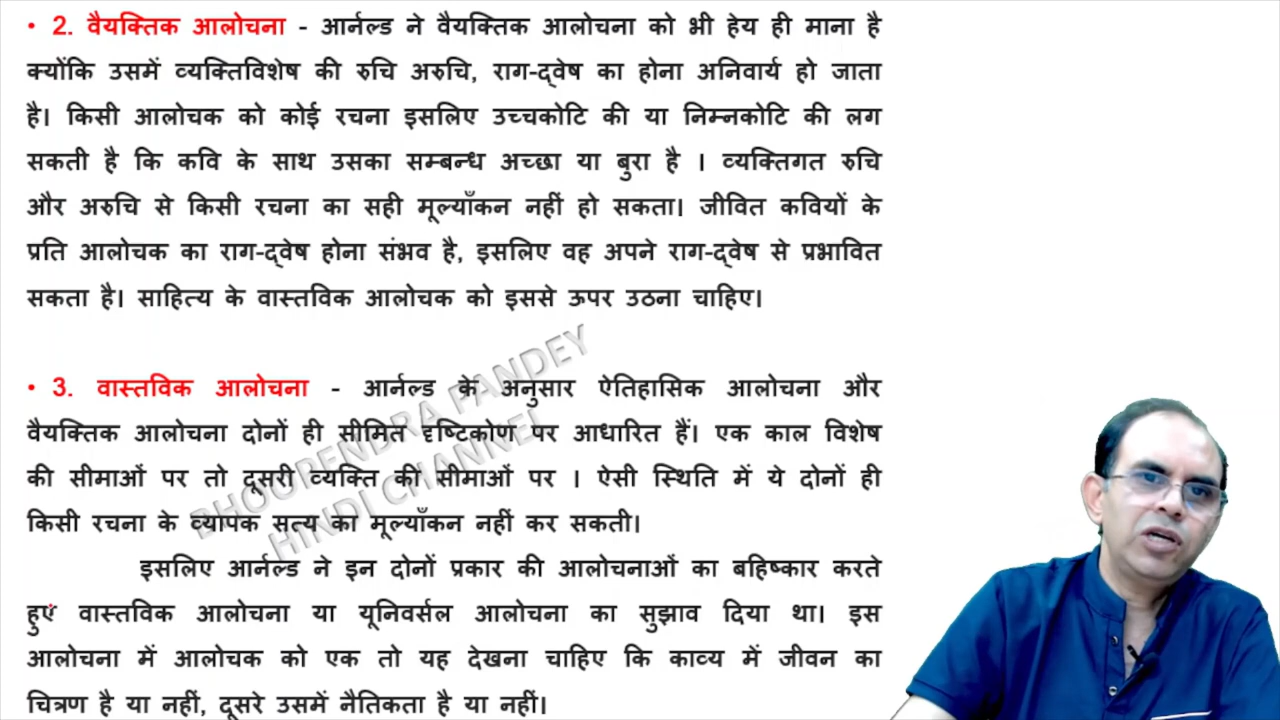 • 2. वैयक्तिक आलोचना - आर्नल्ड ने वैयक्तिक आलोचना को भी हेय ही माना है
क्योंकि उसमें व्यक्तिविशेष की रुचि अरुचि, राग-द्वेष का होना अनिवार्य हो जाता
है। किसी आलोचक को कोई रचना इसलिए उच्चकोटि की या निम्नकोटि की लग
सकती है कि कवि के साथ उसका सम्बन्ध अच्छा या बुरा है । व्यक्तिगत रुचि
और अरुचि से किसी रचना का सही मूल्याँकन नहीं हो सकता। जीवित कवियों के
प्रति आलोचक का राग-द्वेष होना संभव है, इसलिए वह अपने राग-द्वेष से प्रभावित
सकता है। साहित्य के वास्तविक आलोचक को इससे ऊपर उठना चाहिए।
• 3. वास्तविक आलोचना - आर्नल्ड के अनुसार ऐतिहासिक आलोचना और
वैयक्तिक आलोचना दोनों ही सीमित दृष्टिकोण पर आधारित हैं। एक काल विशेष
की सीमाओं पर तो दूसरी व्यक्ति की सीमाओं पर । ऐसी स्थिति में ये दोनों ही
किसी रचना के व्यापक सत्य का मूल्याँकन नहीं कर सकती।
इसलिए आर्नल्ड ने इन दोनों प्रकार की आलोचनाओं का बहिष्कार करते
हुए वास्तविक आलोचना या यूनिवर्सल आलोचना का सुझाव दिया था। इस
आलोचना में आलोचक को एक तो यह देखना चाहिए कि काव्य में जीवन का
चित्रण है या नहीं, दूसरे उसमें नैतिकता है या नहीं।
BHOOPENDRA PANDEY
HINDI CHANNEL